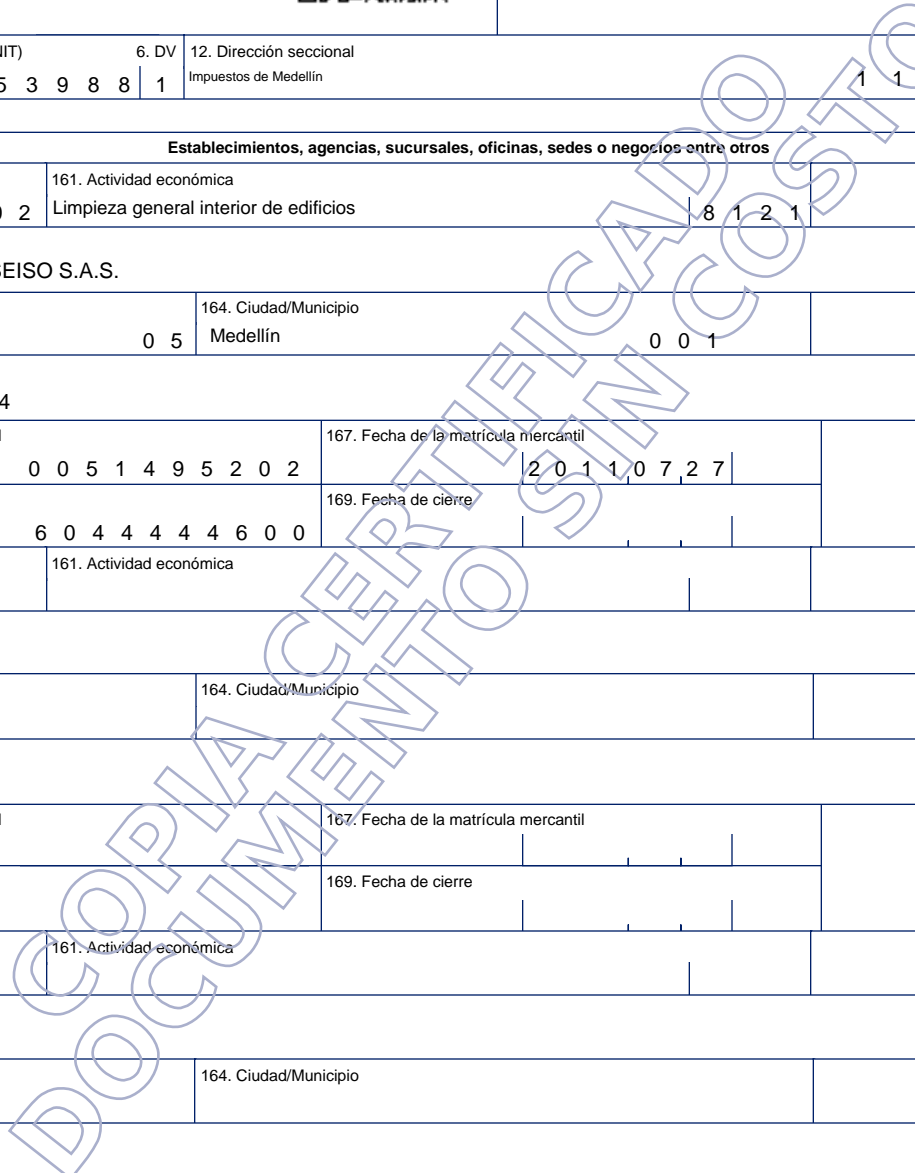 6. DV 12. Dirección seccional
3 9 8 8 1 Impuestos de Medellín 1 1
Establecimientos, agencias, sucursales, oficinas, sedes o negocios entre otros
161. Actividad económica
2 Limpieza general interior de edificios 8 1 2 1
S.A.S.
164. Ciudad/Municipio
0 5 Medellín 0 0 1
4
167. Fecha de la matrícula mercantil
0 0 5 1 4 9 5 2 0 2 2 0 1 1 0 7 2 7
169. Fecha de cierre
6 0 4 4 4 4 4 6 0 0
161. Actividad económica
164. Ciudad/Municipio
167. Fecha de la matrícula mercantil
169. Fecha de cierre
161. Actividad económica
164. Ciudad/Municipio
COPIA CERTIFICADO
DOCUMENTO SIN COSTO